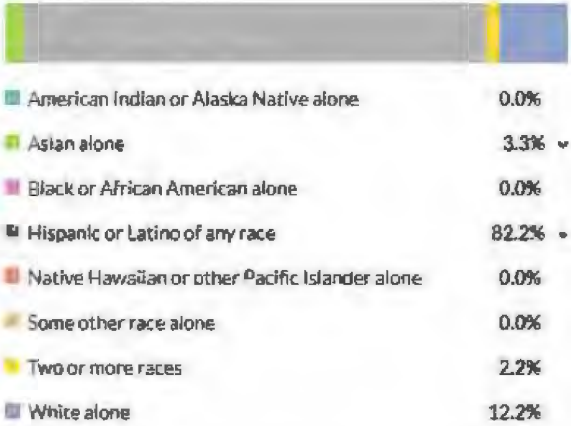 American Indian or Alaska Native alone 0.0%
Asian alone 3.3%
Black or African American alone 0.0%
Hispanic or Latino of any race 82.2%
Native Hawaiian or other Pacific Islander alone 0.0%
Some other race alone 0.0%
Two or more races 2.2%
White alone 12.2%